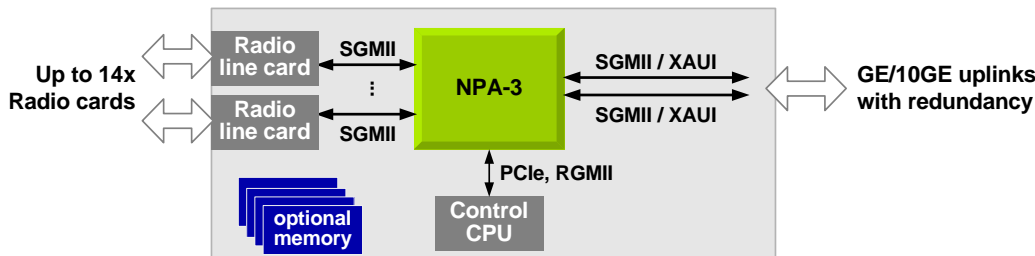 Up to 14x
Radio cards
Radio
line card
Radio
line card
SGMII
...
SGMII
NPA-3
SGMII / XAUI
SGMII / XAUI
GE/10GE uplinks
with redundancy
PCIe, RGMII
Control
CPU
optional
memory